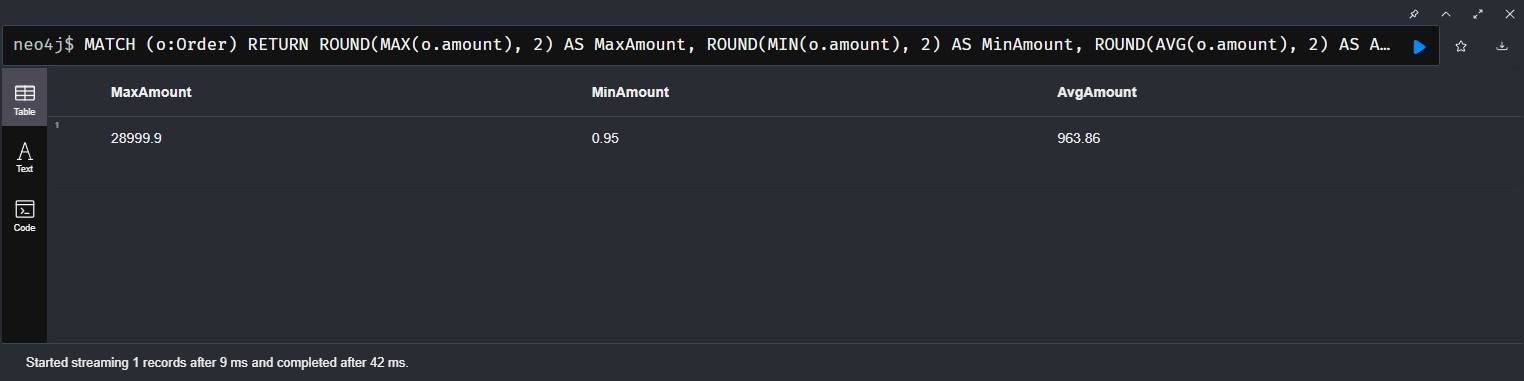 neo4j$ MATCH (o:Order) RETURN ROUND(MAX(o.amount), 2) AS MaxAmount, ROUND(MIN(o.amount), 2) AS MinAmount, ROUND(AVG(o.amount), 2) AS A…
MaxAmount MinAmount AvgAmount
Table
1
28999.9 0.95 963.86
Text
Code
Started streaming 1 records after 9 ms and completed after 42 ms.